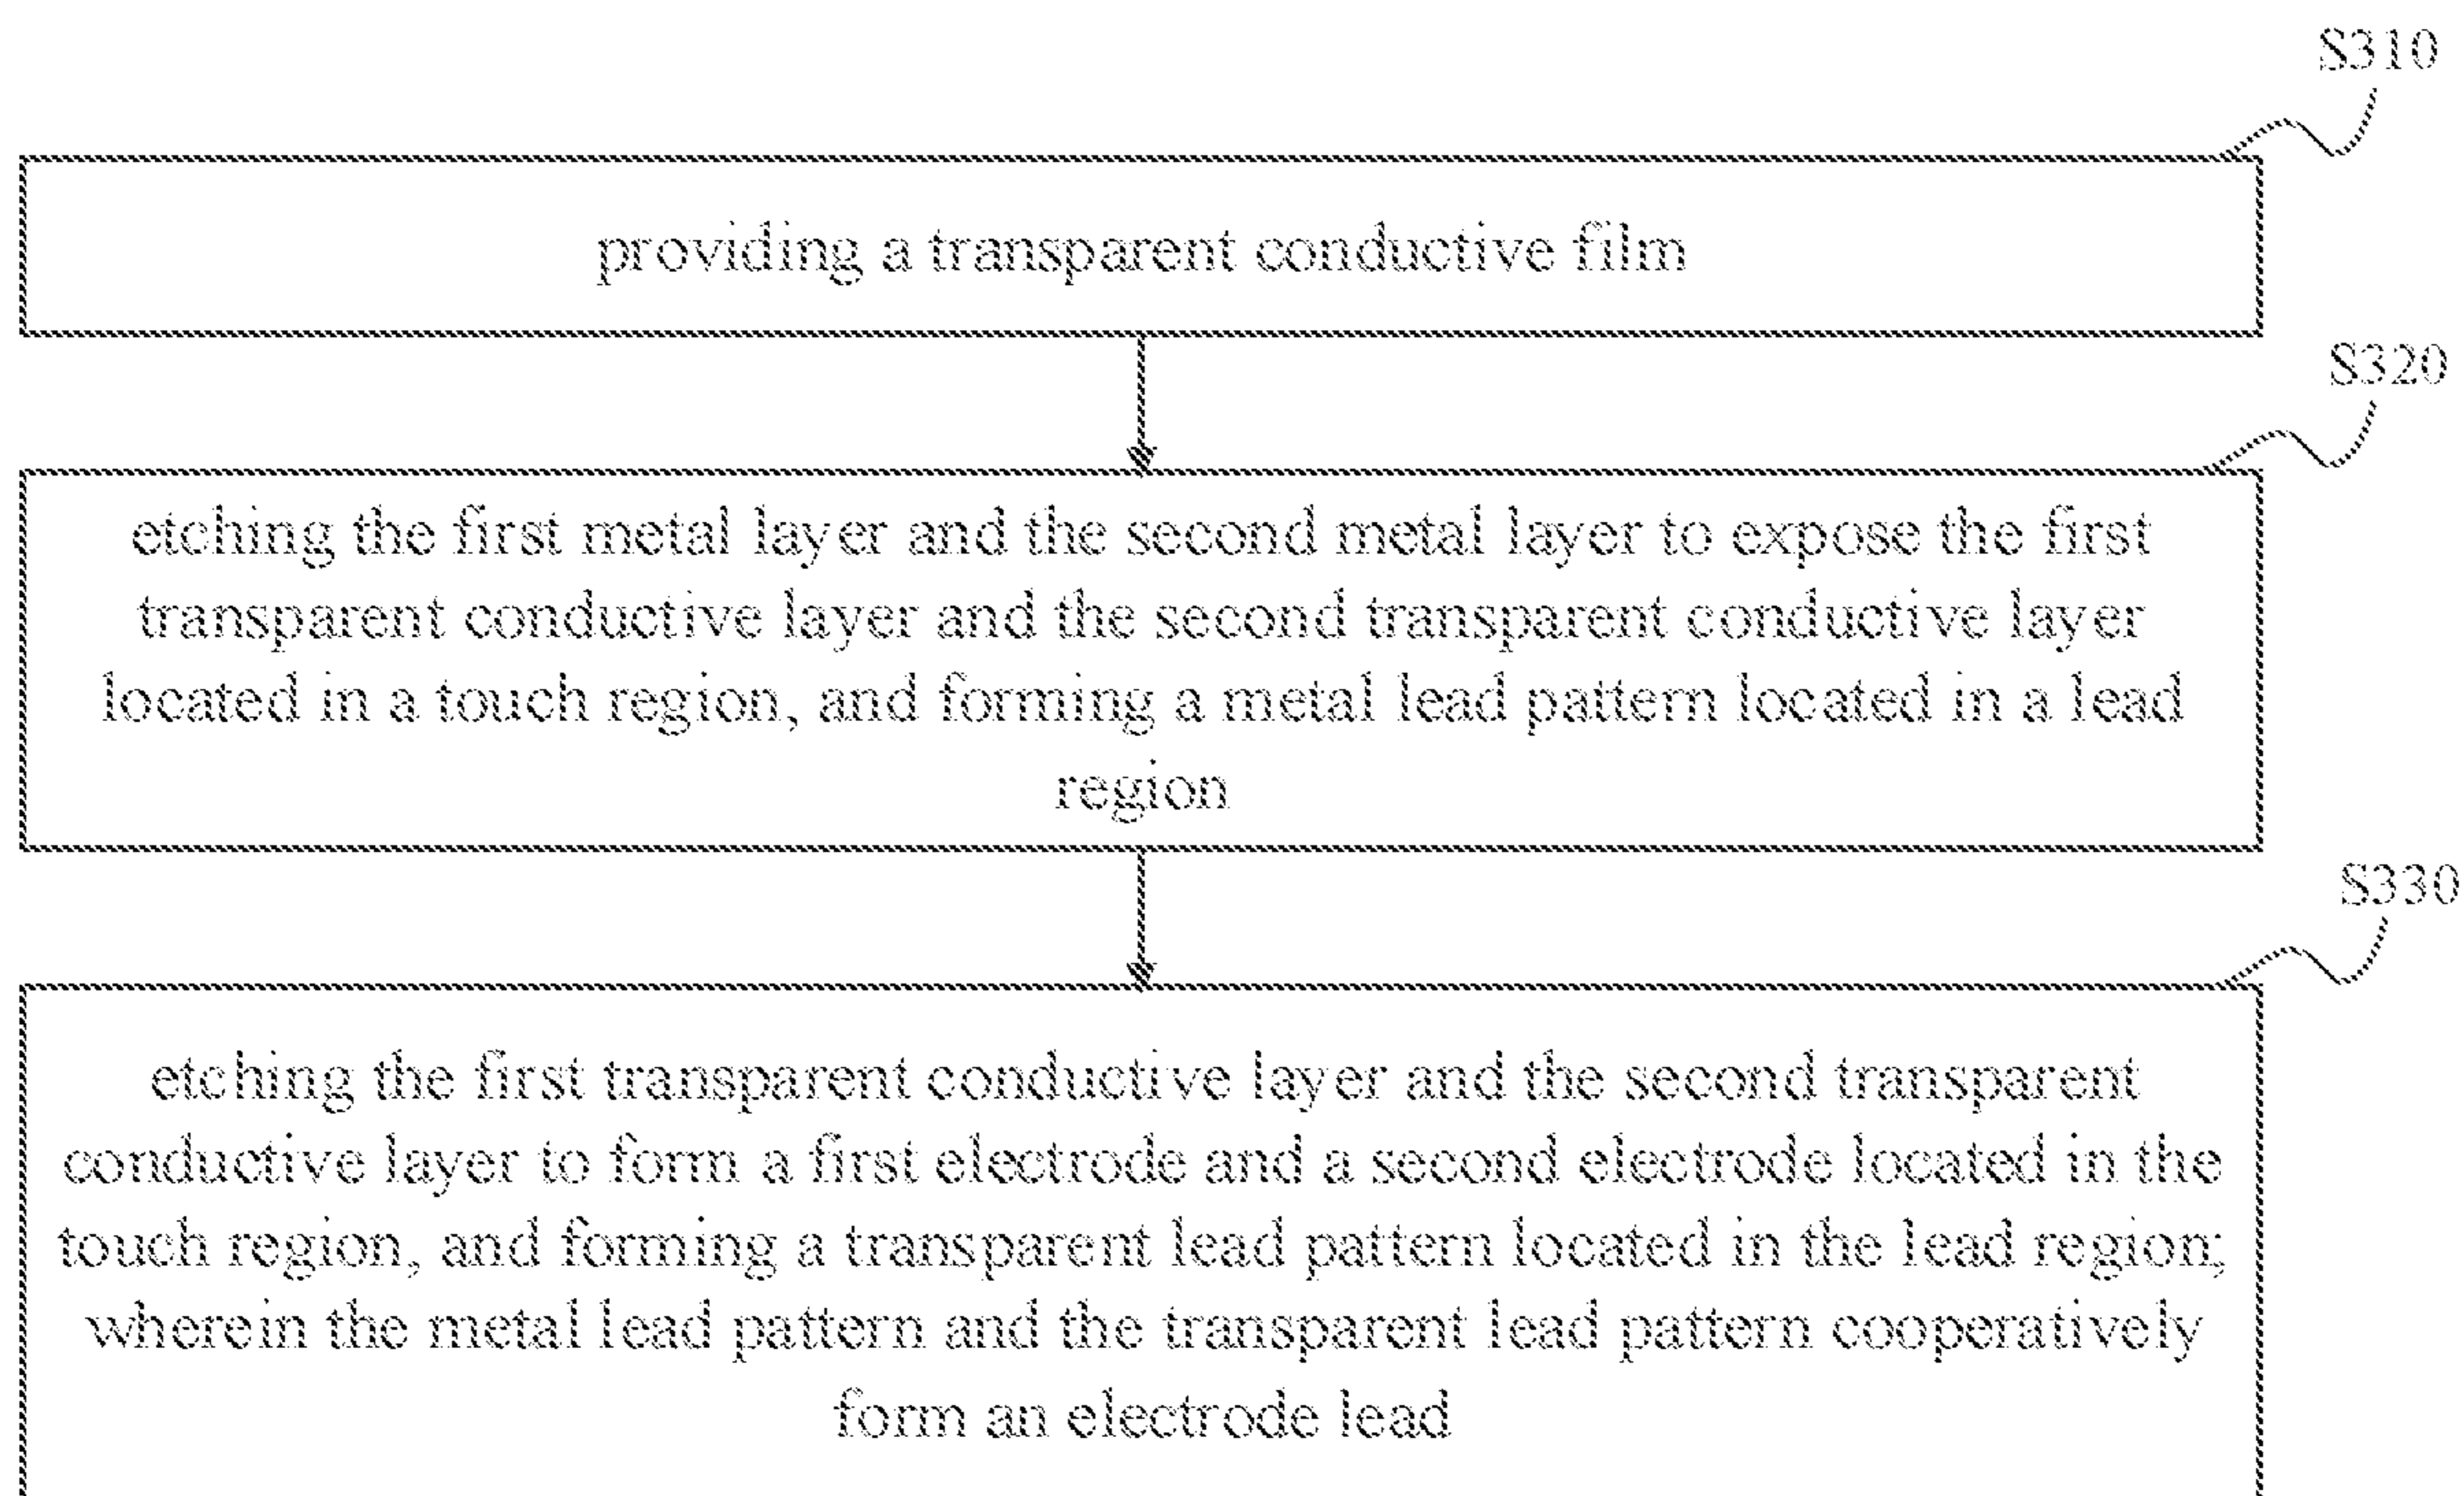 S310
providing a transparent conductive film
S320
etching the first metal layer and the second metal layer to expose the first
transparent conductive layer and the second transparent conductive layer
located in a touch region, and forming a metal lead pattern located in a lead
region
S330
etching the first transparent conductive layer and the second transparent
conductive layer to form a first electrode and a second electrode located in the
touch region, and forming a transparent lead pattern located in the lead region;
wherein the metal lead pattern and the transparent lead pattern cooperatively
form an electrode lead